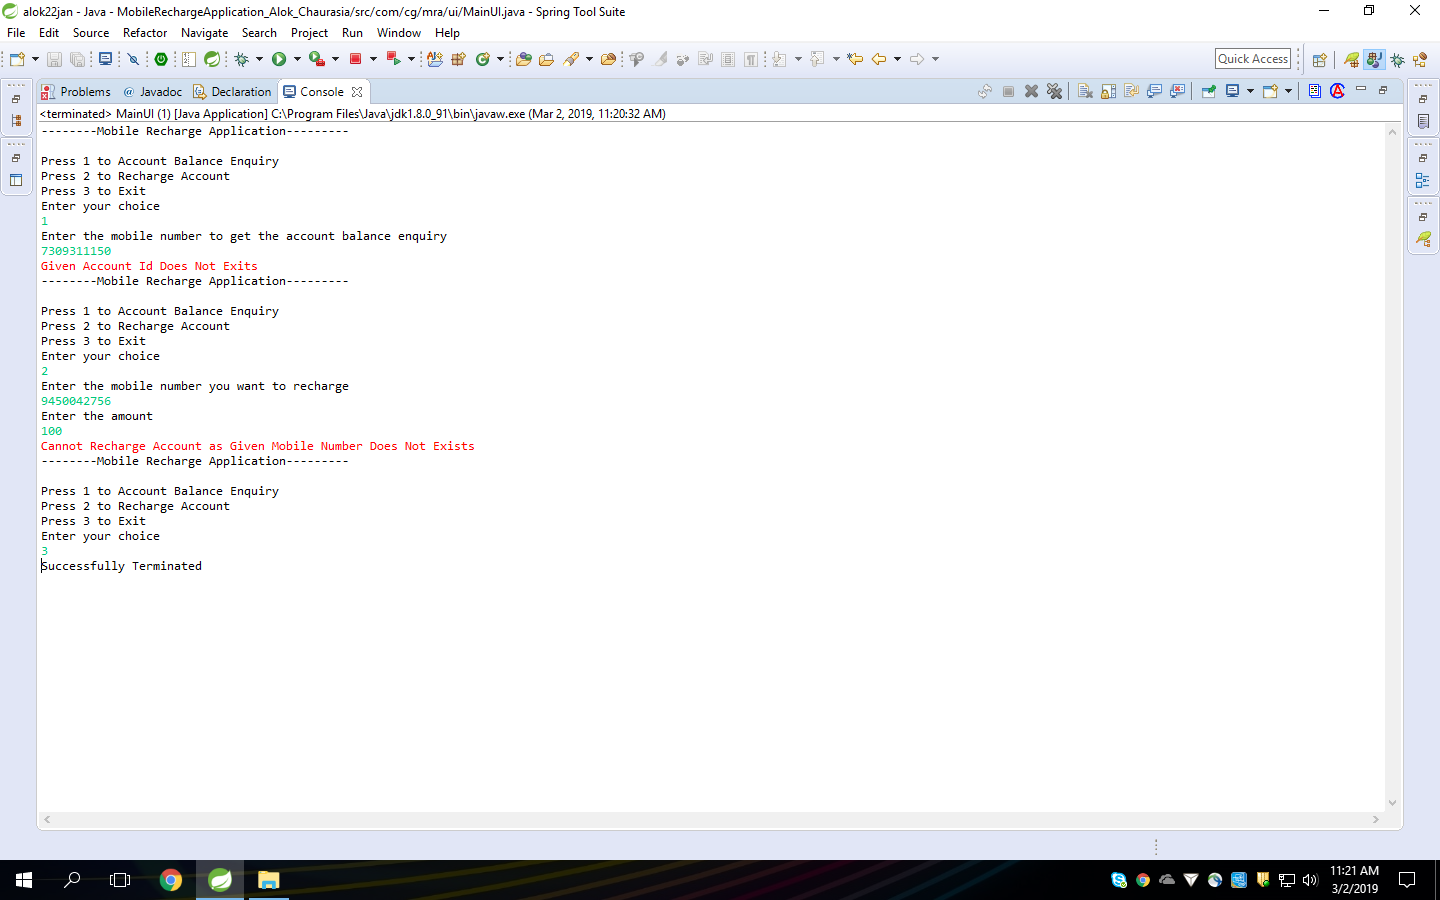 alok22jan - Java - MobileRechargeApplication_Alok_Chaurasia/src/com/cg/mra/ui/MainUI.java - Spring Tool Suite
File Edit Source Refactor Navigate Search Project Run Window Help
Quick Access
Problems @ Javadoc Declaration Console
<terminated> MainUI (1) [Java Application] C:\Program Files\Java\jdk1.8.0_91\bin\javaw.exe (Mar 2, 2019, 11:20:32 AM)
--------Mobile Recharge Application---------
Press 1 to Account Balance Enquiry
Press 2 to Recharge Account
Press 3 to Exit
Enter your choice
1
Enter the mobile number to get the account balance enquiry
7309311150
Given Account Id Does Not Exits
--------Mobile Recharge Application---------
Press 1 to Account Balance Enquiry
Press 2 to Recharge Account
Press 3 to Exit
Enter your choice
2
Enter the mobile number you want to recharge
9450042756
Enter the amount
100
Cannot Recharge Account as Given Mobile Number Does Not Exists
--------Mobile Recharge Application---------
Press 1 to Account Balance Enquiry
Press 2 to Recharge Account
Press 3 to Exit
Enter your choice
3
Successfully Terminated
11:21 AM
3/2/2019